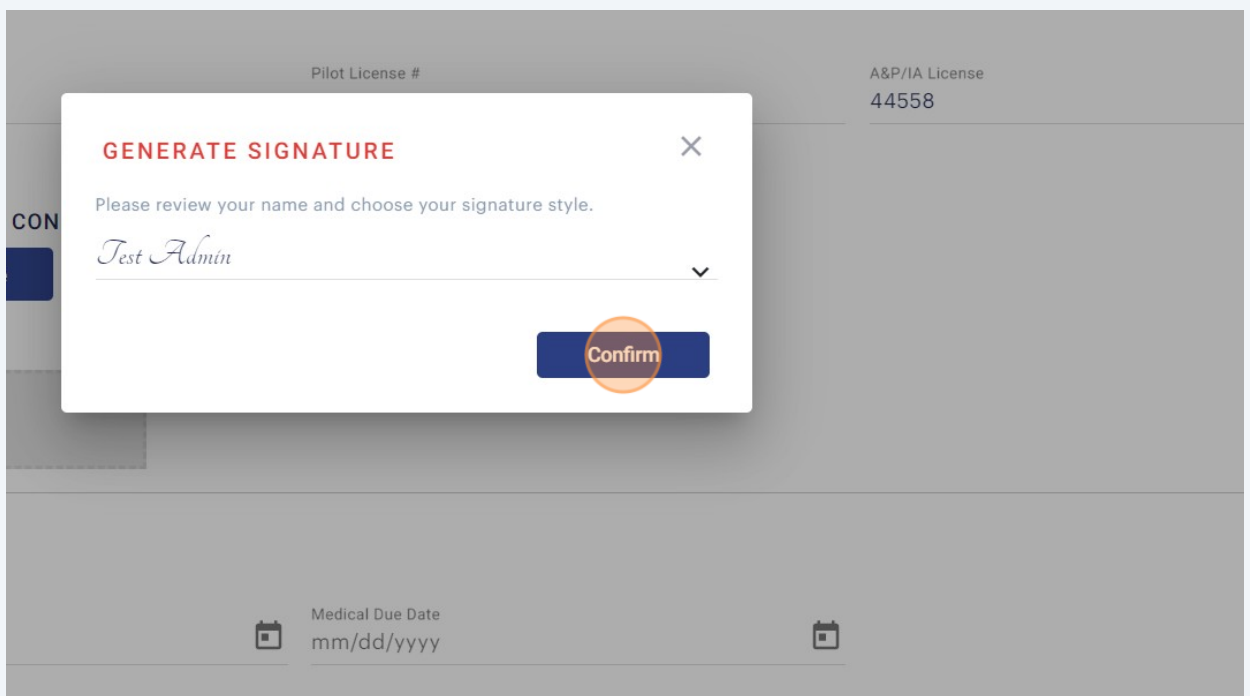 Pilot License #
A&P/IA License
44558
GENERATE SIGNATURE
Please review your name and choose your signature style.
CON
Test Admin
Confirm
Medical Due Date
mm/dd/yyyy